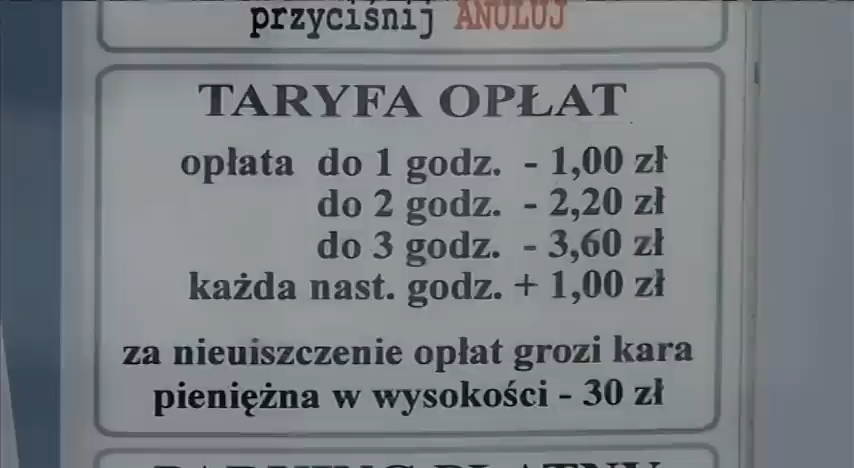 przyciśnij ANULUJ
TARYFA OPŁAT
opłata do 1 godz. - 1,00 zł
do 2 godz. - 2,20 zł
do 3 godz. - 3,60 zł
każda nast. godz. + 1,00 zł
za nieuiszczenie opłat grozi kara
pieniężna w wysokości - 30 zł